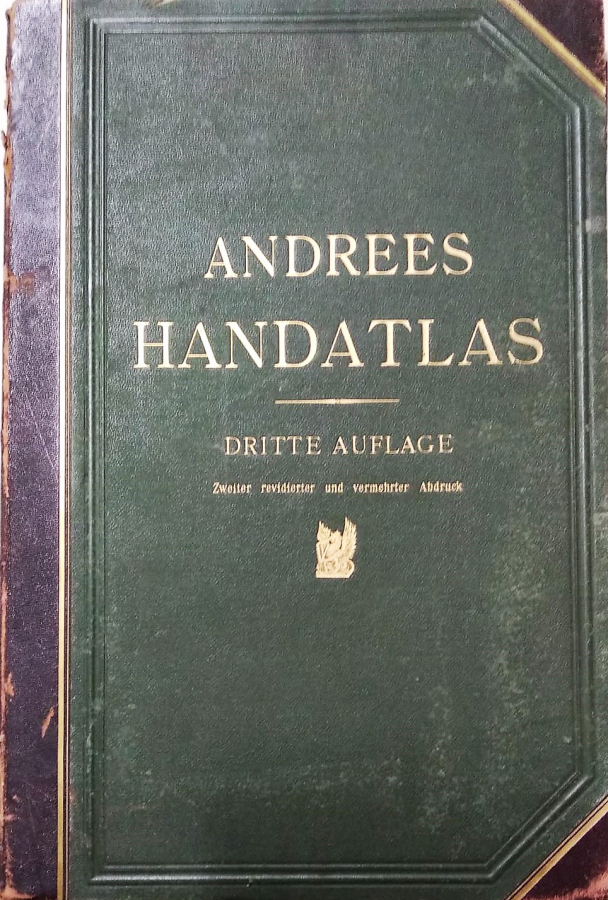 ANDREES
HANDATLAS
DRITTE AUFLAGE
Zweiter revidierter und vermehrter Abdruck